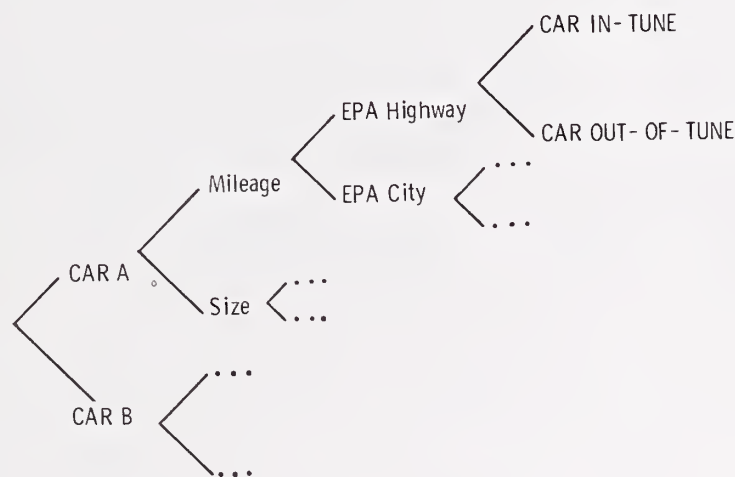 CAR IN-TUNE
EPA Highway
CAR OUT-OF-TUNE
...
Mileage
EPA City
...
CAR A
...
Size
...
...
CAR B
...